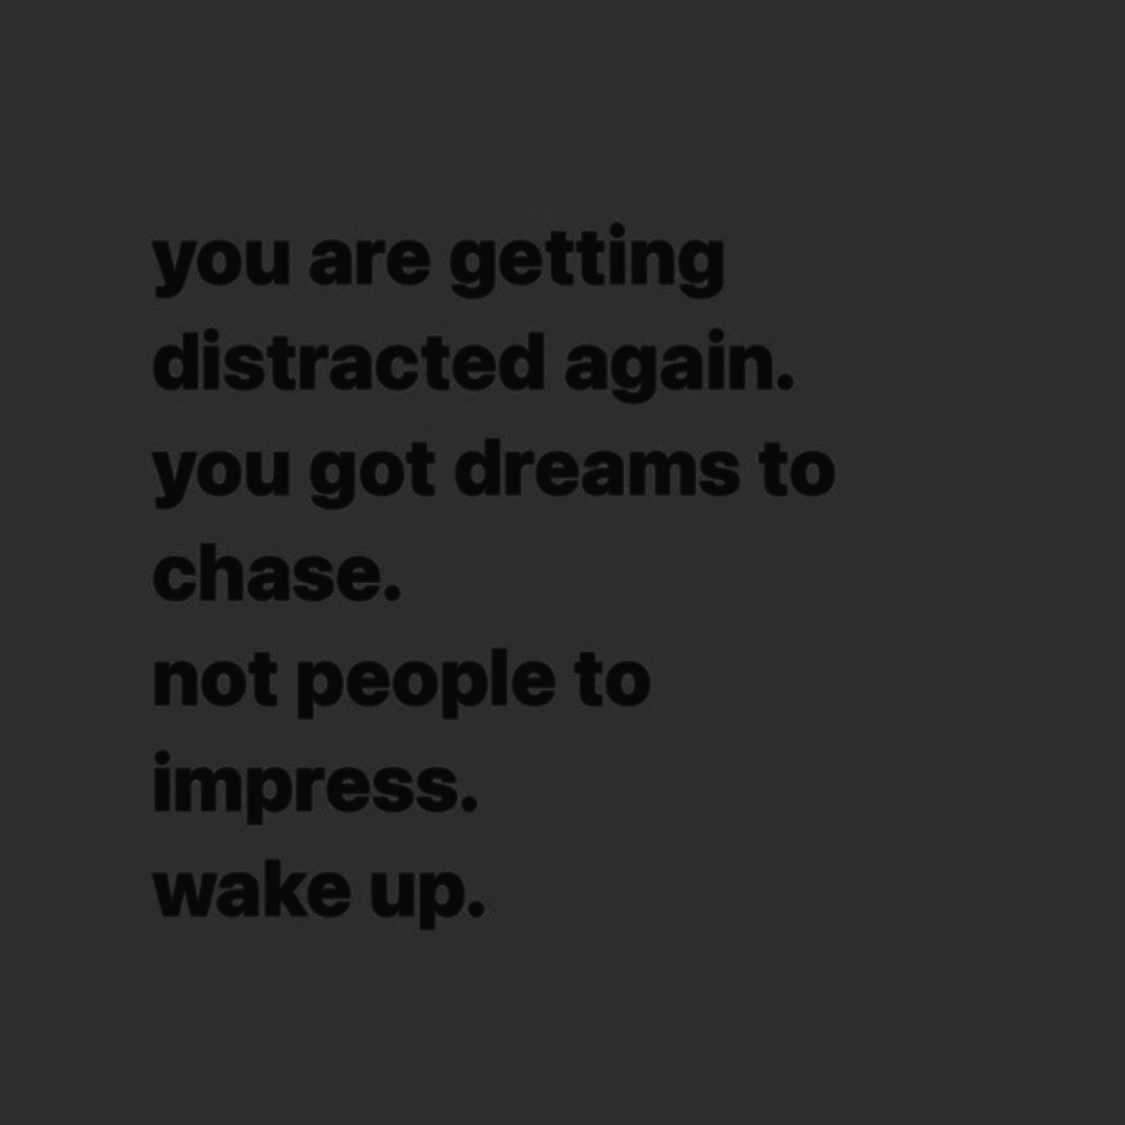 you are getting
distracted again.
you got dreams to
chase.
not people to
impress.
wake up.